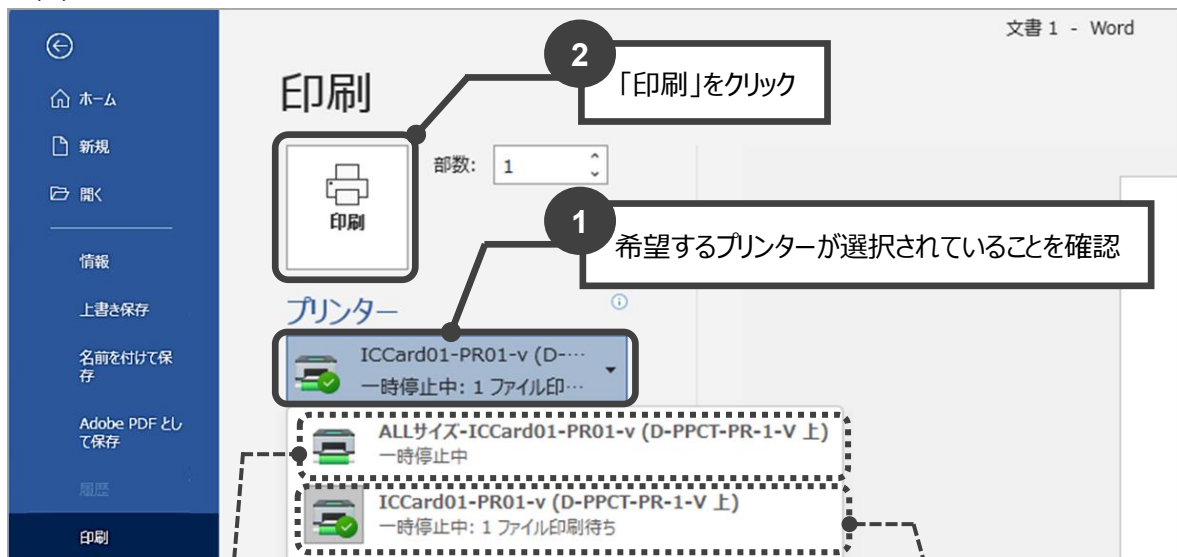 文書 1 - Word
印刷
2
「印刷」をクリック
ホーム
新規
開く
部数: 1
印刷
1
希望するプリンターが選択されていることを確認
情報
上書き保存
名前を付けて保
存
Adobe PDF とし
て保存
履歴
印刷
プリンター
ICCard01-PR01-v (D-…
一時停止中: 1 ファイル印…
ALLサイズ-ICCard01-PR01-v (D-PPCT-PR-1-V 上)
一時停止中
ICCard01-PR01-v (D-PPCT-PR-1-V 上)
一時停止中: 1 ファイル印刷待ち